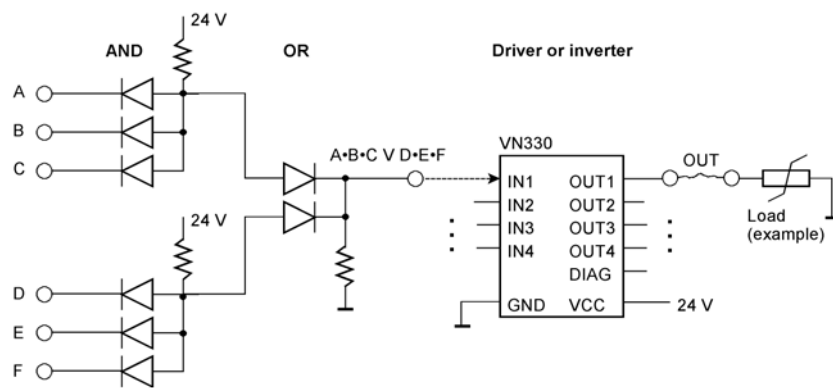 24 V
AND
OR
Driver or inverter
A
B
C
A•B•C V D•E•F
VN330
IN1
OUT1
IN2
OUT2
IN3
OUT3
IN4
OUT4
DIAG
GND
VCC
24 V
OUT
Load
(example)
24 V
D
E
F